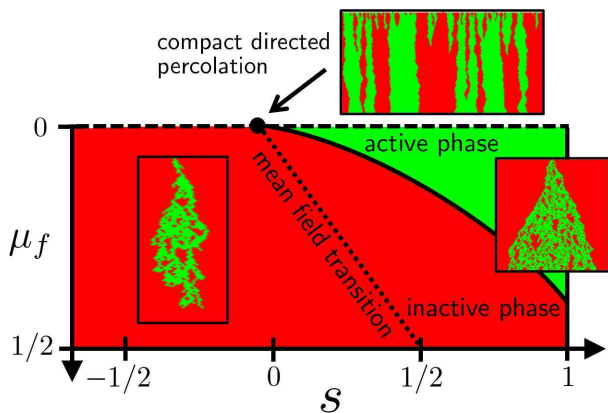 compact directed
percolation
0
active phase
mean field transition
μf
inactive phase
1/2
−1/2
0
1/2
1
s